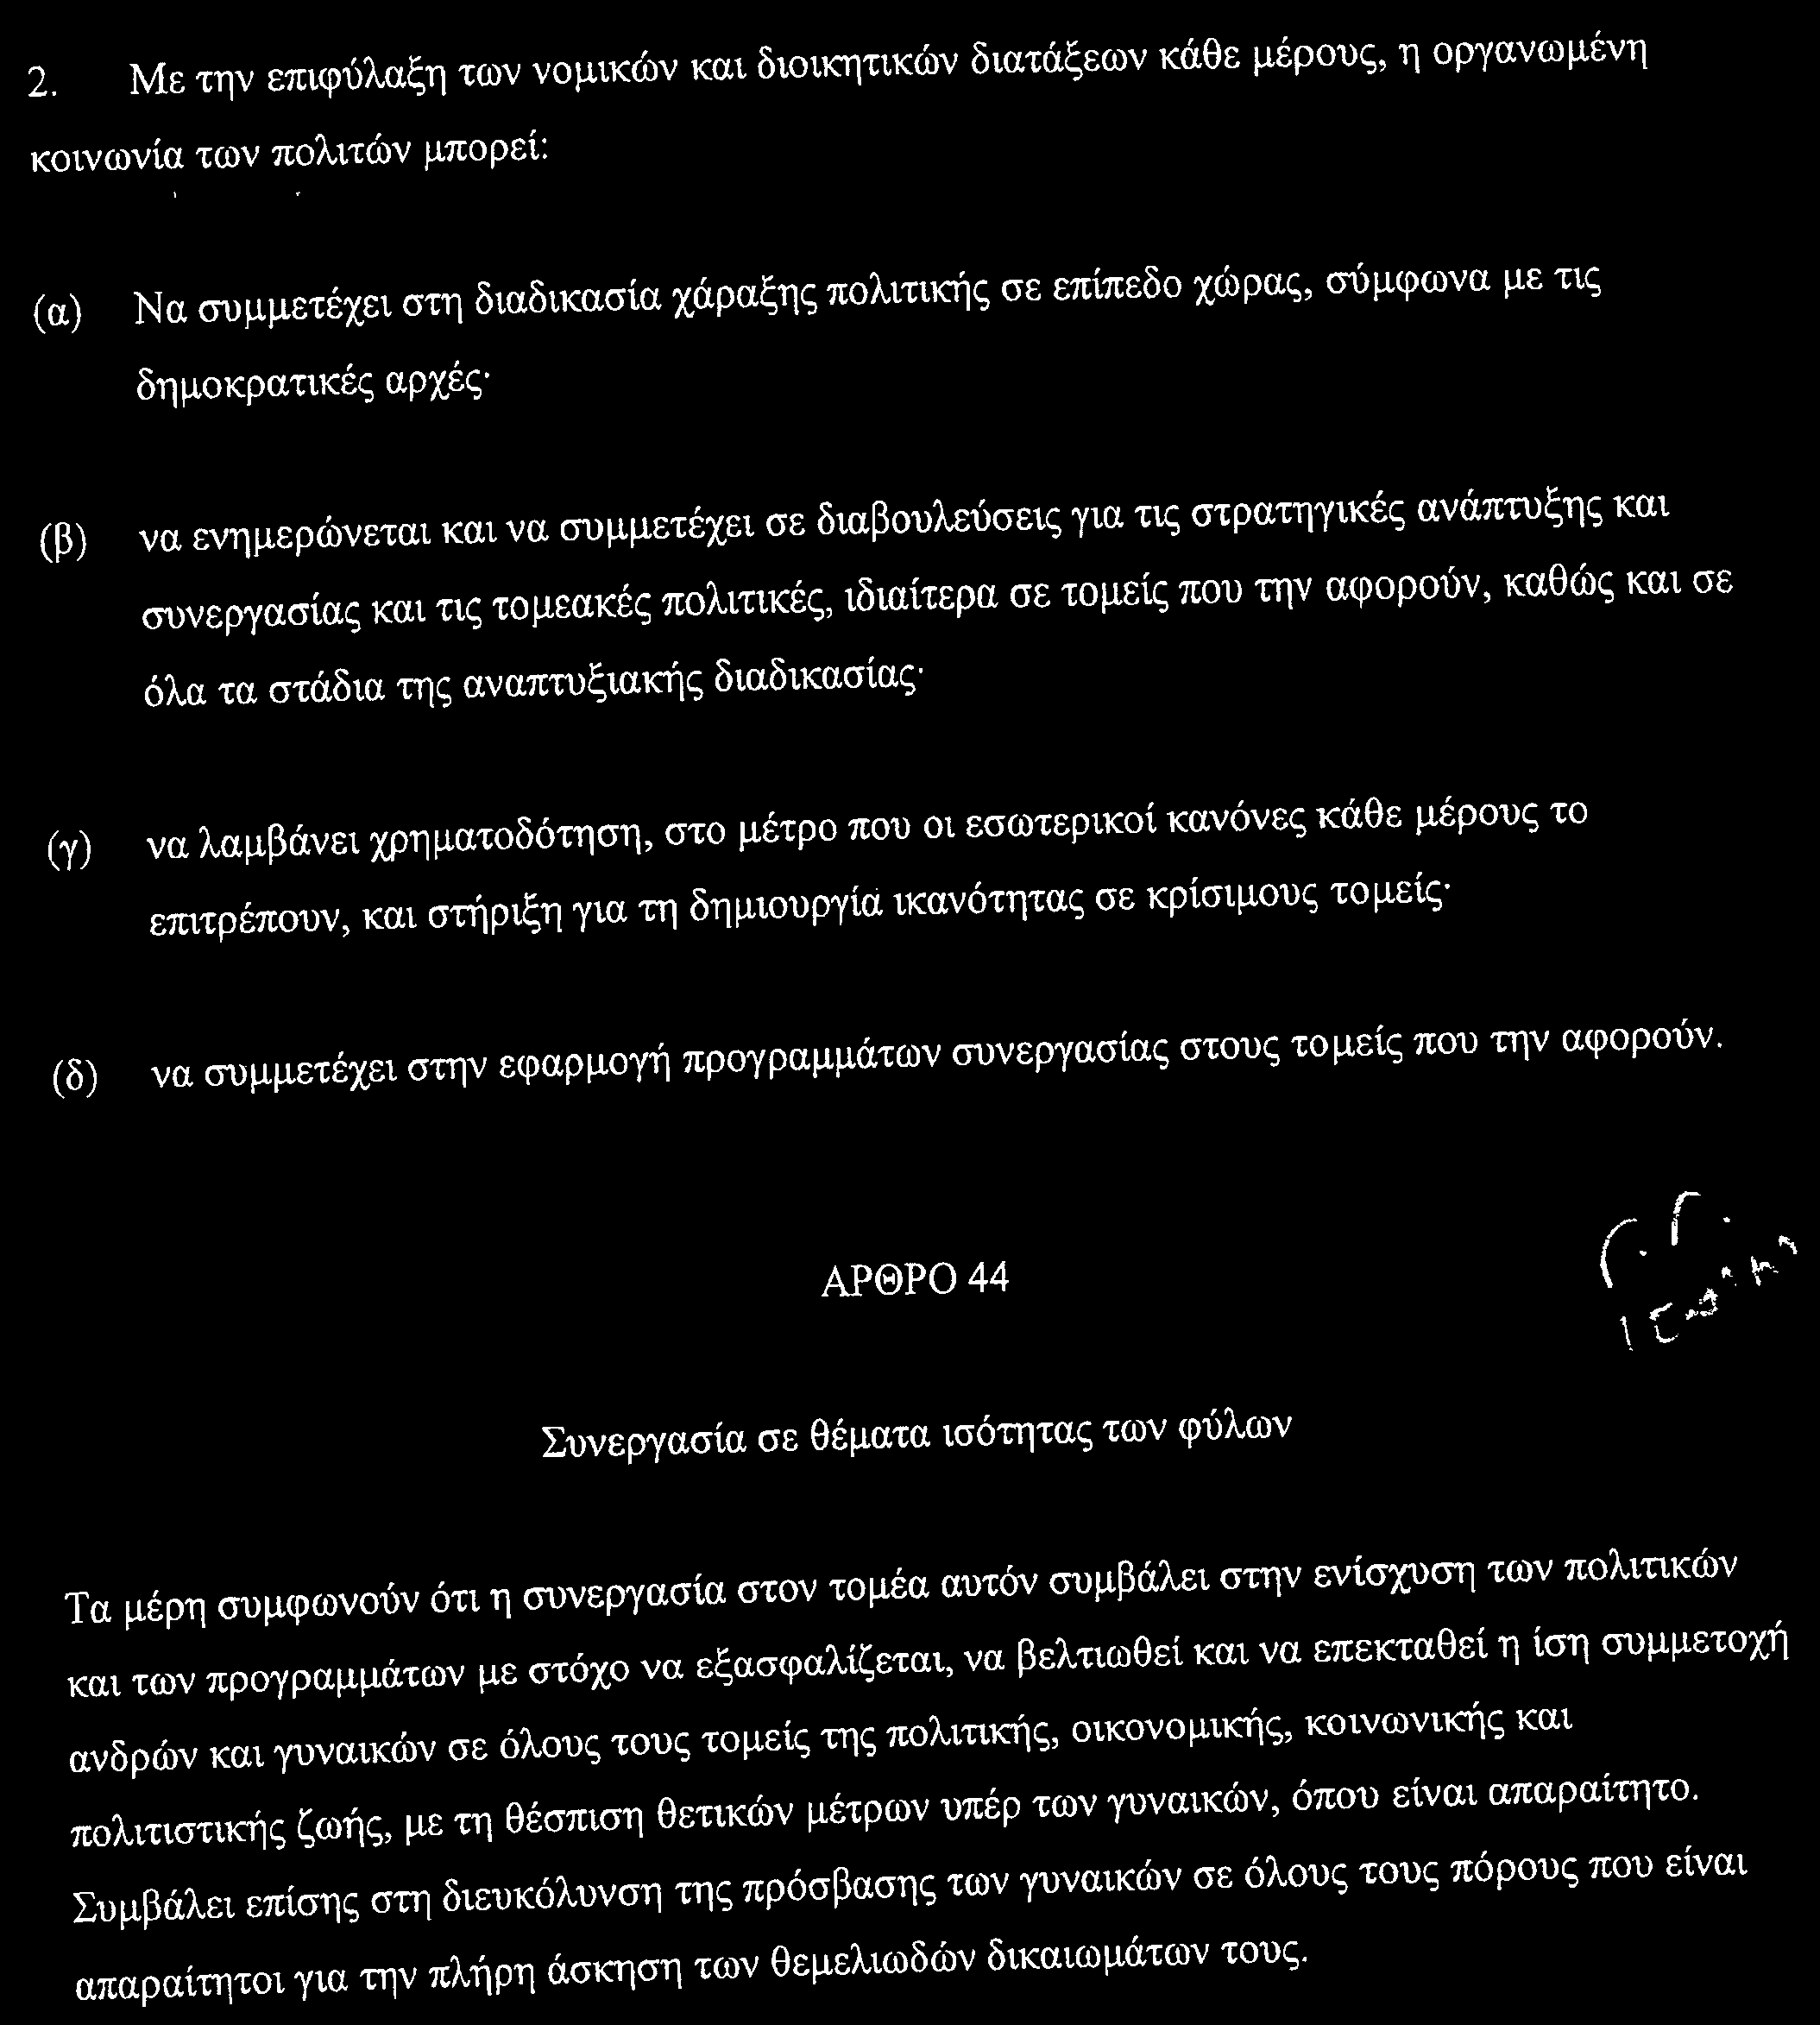 2. Με την επιφύλαξη των νομικών και διοικητικών διατάξεων κάθε μέρους, η οργανωμένη
κοινωνία των πολιτών μπορεί:
(α) Να συμμετέχει στη διαδικασία χάραξης πολιτικής σε επίπεδο χώρας, σύμφωνα με τις
δημοκρατικές αρχές·
(β) να ενημερώνεται και να συμμετέχει σε διαβουλεύσεις για τις στρατηγικές ανάπτυξης και
συνεργασίας και τις τομεακές πολιτικές, ιδιαίτερα σε τομείς που την αφορούν, καθώς και σε
όλα τα στάδια της αναπτυξιακής διαδικασίας·
(γ) να λαμβάνει χρηματοδότηση, στο μέτρο που οι εσωτερικοί κανόνες κάθε μέρους το
επιτρέπουν, και στήριξη για τη δημιουργία ικανότητας σε κρίσιμους τομείς·
(δ) να συμμετέχει στην εφαρμογή προγραμμάτων συνεργασίας στους τομείς που την αφορούν.
ΑΡΘΡΟ 44
Συνεργασία σε θέματα ισότητας των φύλων
Τα μέρη συμφωνούν ότι η συνεργασία στον τομέα αυτόν συμβάλει στην ενίσχυση των πολιτικών
και των προγραμμάτων με στόχο να εξασφαλίζεται, να βελτιωθεί και να επεκταθεί η ίση συμμετοχή
ανδρών και γυναικών σε όλους τους τομείς της πολιτικής, οικονομικής, κοινωνικής και
πολιτιστικής ζωής, με τη θέσπιση θετικών μέτρων υπέρ των γυναικών, όπου είναι απαραίτητο.
Συμβάλει επίσης στη διευκόλυνση της πρόσβασης των γυναικών σε όλους τους πόρους που είναι
απαραίτητοι για την πλήρη άσκηση των θεμελιωδών δικαιωμάτων τους.